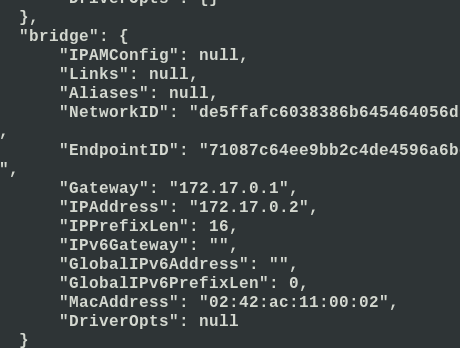 "DriverOpts": {}
},
"bridge": {
"IPAMConfig": null,
"Links": null,
"Aliases": null,
"NetworkID": "de5ffafc6038386b645464056d
,
"EndpointID": "71087c64ee9bb2c4de4596a6b
",
"Gateway": "172.17.0.1",
"IPAddress": "172.17.0.2",
"IPPrefixLen": 16,
"IPv6Gateway": "",
"GlobalIPv6Address": "",
"GlobalIPv6PrefixLen": 0,
"MacAddress": "02:42:ac:11:00:02",
"DriverOpts": null
}